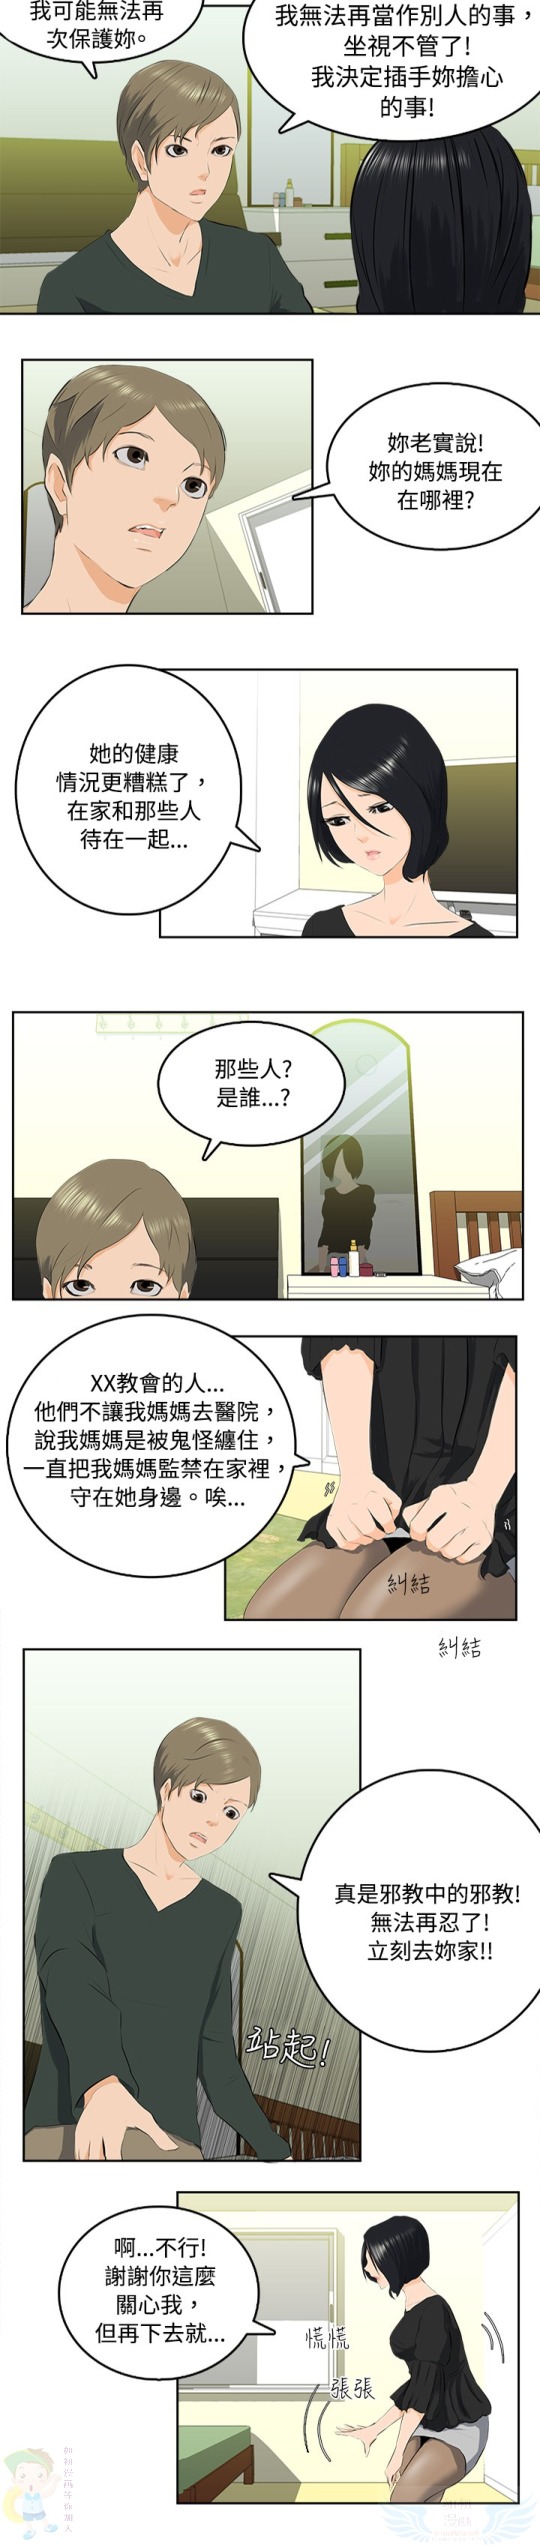 我可能無法再
次保護妳。
我無法再當作別人的事，
坐視不管了!
我決定插手妳擔心
的事!
妳老實說!
妳的媽媽現在
在哪裡?
她的健康
情況更糟糕了，
在家和那些人
待在一起...
那些人?
是誰...?
XX教會的人...
他們不讓我媽媽去醫院，
說我媽媽是被鬼怪纏住，
一直把我媽媽監禁在家裡，
守在她身邊。唉...
糾結
糾結
真是邪教中的邪教!
無法再忍了!
立刻去妳家!!
站起!
啊...不行!
謝謝你這麼
關心我，
但再下去就...
慌慌
張張